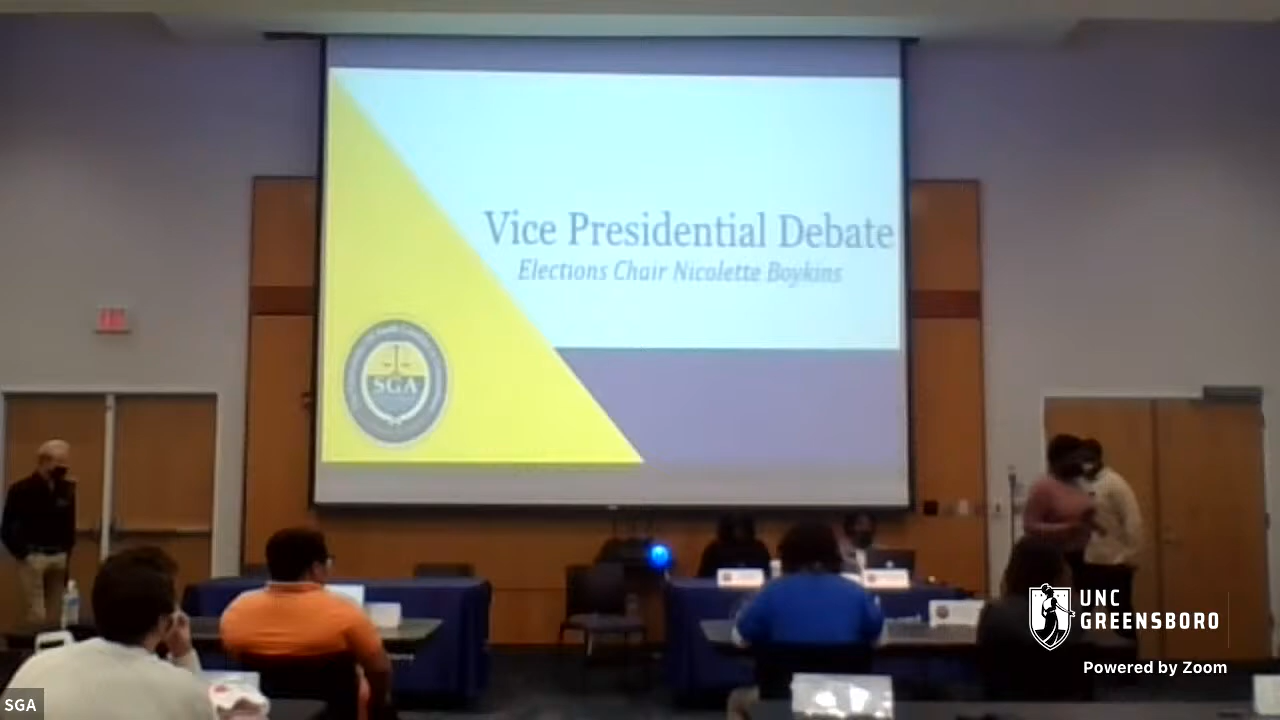 Vice Presidential Debate
Elections Chair Nicolette Boykins
SGA
UNC
GREENSBORO
Powered by Zoom
SGA